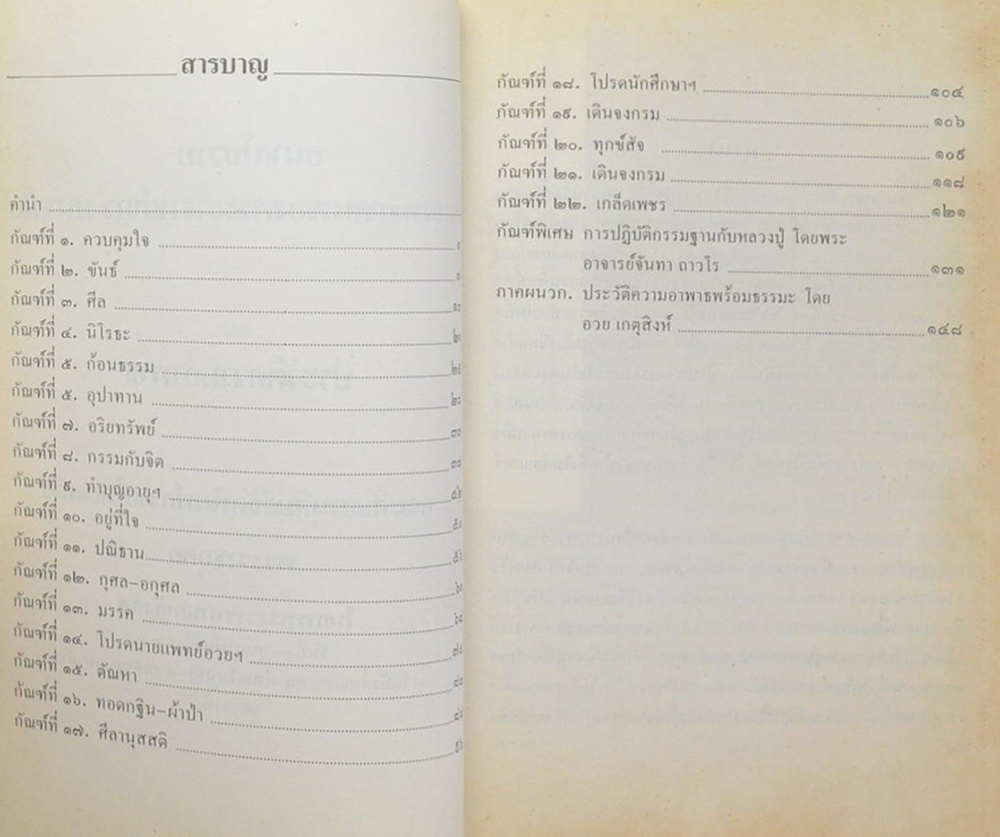 สารบาญ
คำนำ
กัณฑ์ที่ ๑. ควบคุมใจ
กัณฑ์ที่ ๒. ขันธ์
กัณฑ์ที่ ๓. ศีล
กัณฑ์ที่ ๔. นิโรธะ
กัณฑ์ที่ ๕. ก้อนธรรม
กัณฑ์ที่ ๕. อุปาทาน
กัณฑ์ที่ ๗. อริยทรัพย์
กัณฑ์ที่ ๘. กรรมกับจิต
กัณฑ์ที่ ๙. ทำบุญอายุฯ
กัณฑ์ที่ ๑๐. อยู่ที่ใจ
กัณฑ์ที่ ๑๑. ปณิธาน
กัณฑ์ที่ ๑๒. กุศล-อกุศล
กัณฑ์ที่ ๑๓. มรรค
กัณฑ์ที่ ๑๔. โปรดนายแพทย์อวยฯ
กัณฑ์ที่ ๑๕. ตัณหา
กัณฑ์ที่ ๑๖. ทอดกฐิน-ผ้าป่า
กัณฑ์ที่ ๑๗. ศีลานุสสติ
กัณฑ์ที่ ๑๘. โปรดนักศึกษาฯ ๑๐๔
กัณฑ์ที่ ๑๙. เดินจงกรม ๑๐๖
กัณฑ์ที่ ๒๐. ทุกข์สัจ ๑๐๙
กัณฑ์ที่ ๒๑. เดินจงกรม ๑๑๘
กัณฑ์ที่ ๒๒. เกล็ดเพชร ๑๒๑
กัณฑ์พิเศษ การปฏิบัติกรรมฐานกับหลวงปู่ โดยพระ
อาจารย์จันทา ถาวโร ๑๓๑
ภาคผนวก. ประวัติความอาพาธพร้อมธรรมะ โดย
อวย เกตุสิงห์ ๑๔๘